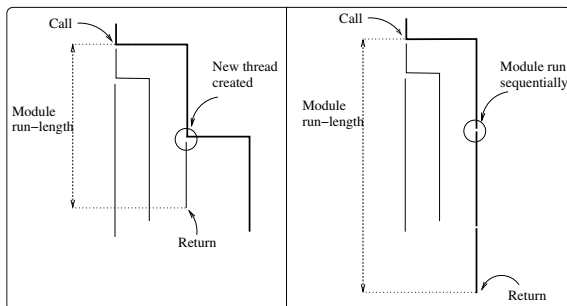 Call
New thread
created
Module
run-length
Return
Call
Module run
sequentially
Module
run-length
Return